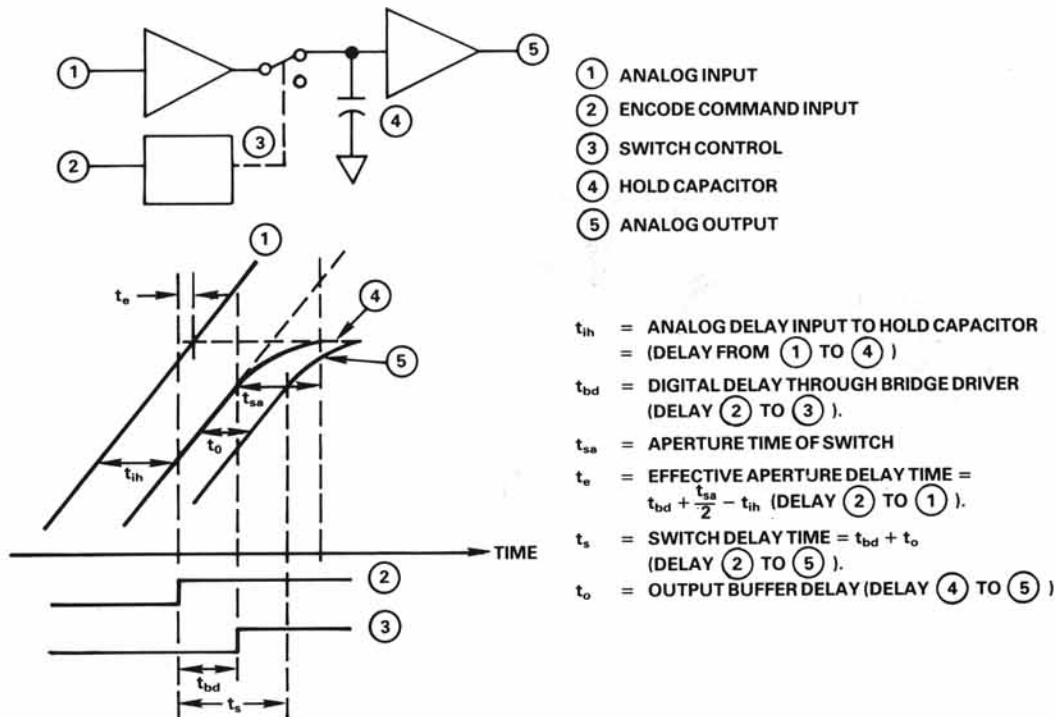 1
2
3
4
5
1 ANALOG INPUT
2 ENCODE COMMAND INPUT
3 SWITCH CONTROL
4 HOLD CAPACITOR
5 ANALOG OUTPUT
1
te
4
5
tsa
to
tih
TIME
2
3
tbd
ts
tih = ANALOG DELAY INPUT TO HOLD CAPACITOR
= (DELAY FROM 1 TO 4)
tbd = DIGITAL DELAY THROUGH BRIDGE DRIVER
(DELAY 2 TO 3).
tsa = APERTURE TIME OF SWITCH
te = EFFECTIVE APERTURE DELAY TIME =
tbd + tsa/2 − tih (DELAY 2 TO 1).
ts = SWITCH DELAY TIME = tbd + to
(DELAY 2 TO 5).
to = OUTPUT BUFFER DELAY (DELAY 4 TO 5)